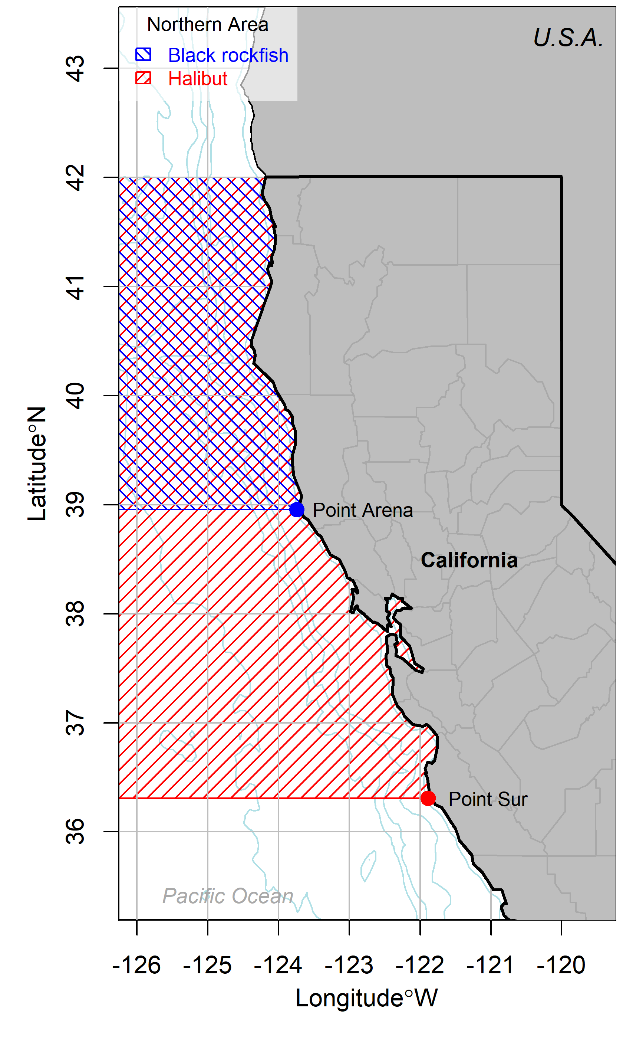 Northern Area
Black rockfish
Halibut
U.S.A.
43
42
41
40
39
38
37
36
Latitude°N
Point Arena
California
Point Sur
Pacific Ocean
-126 -125 -124 -123 -122 -121 -120
Longitude°W